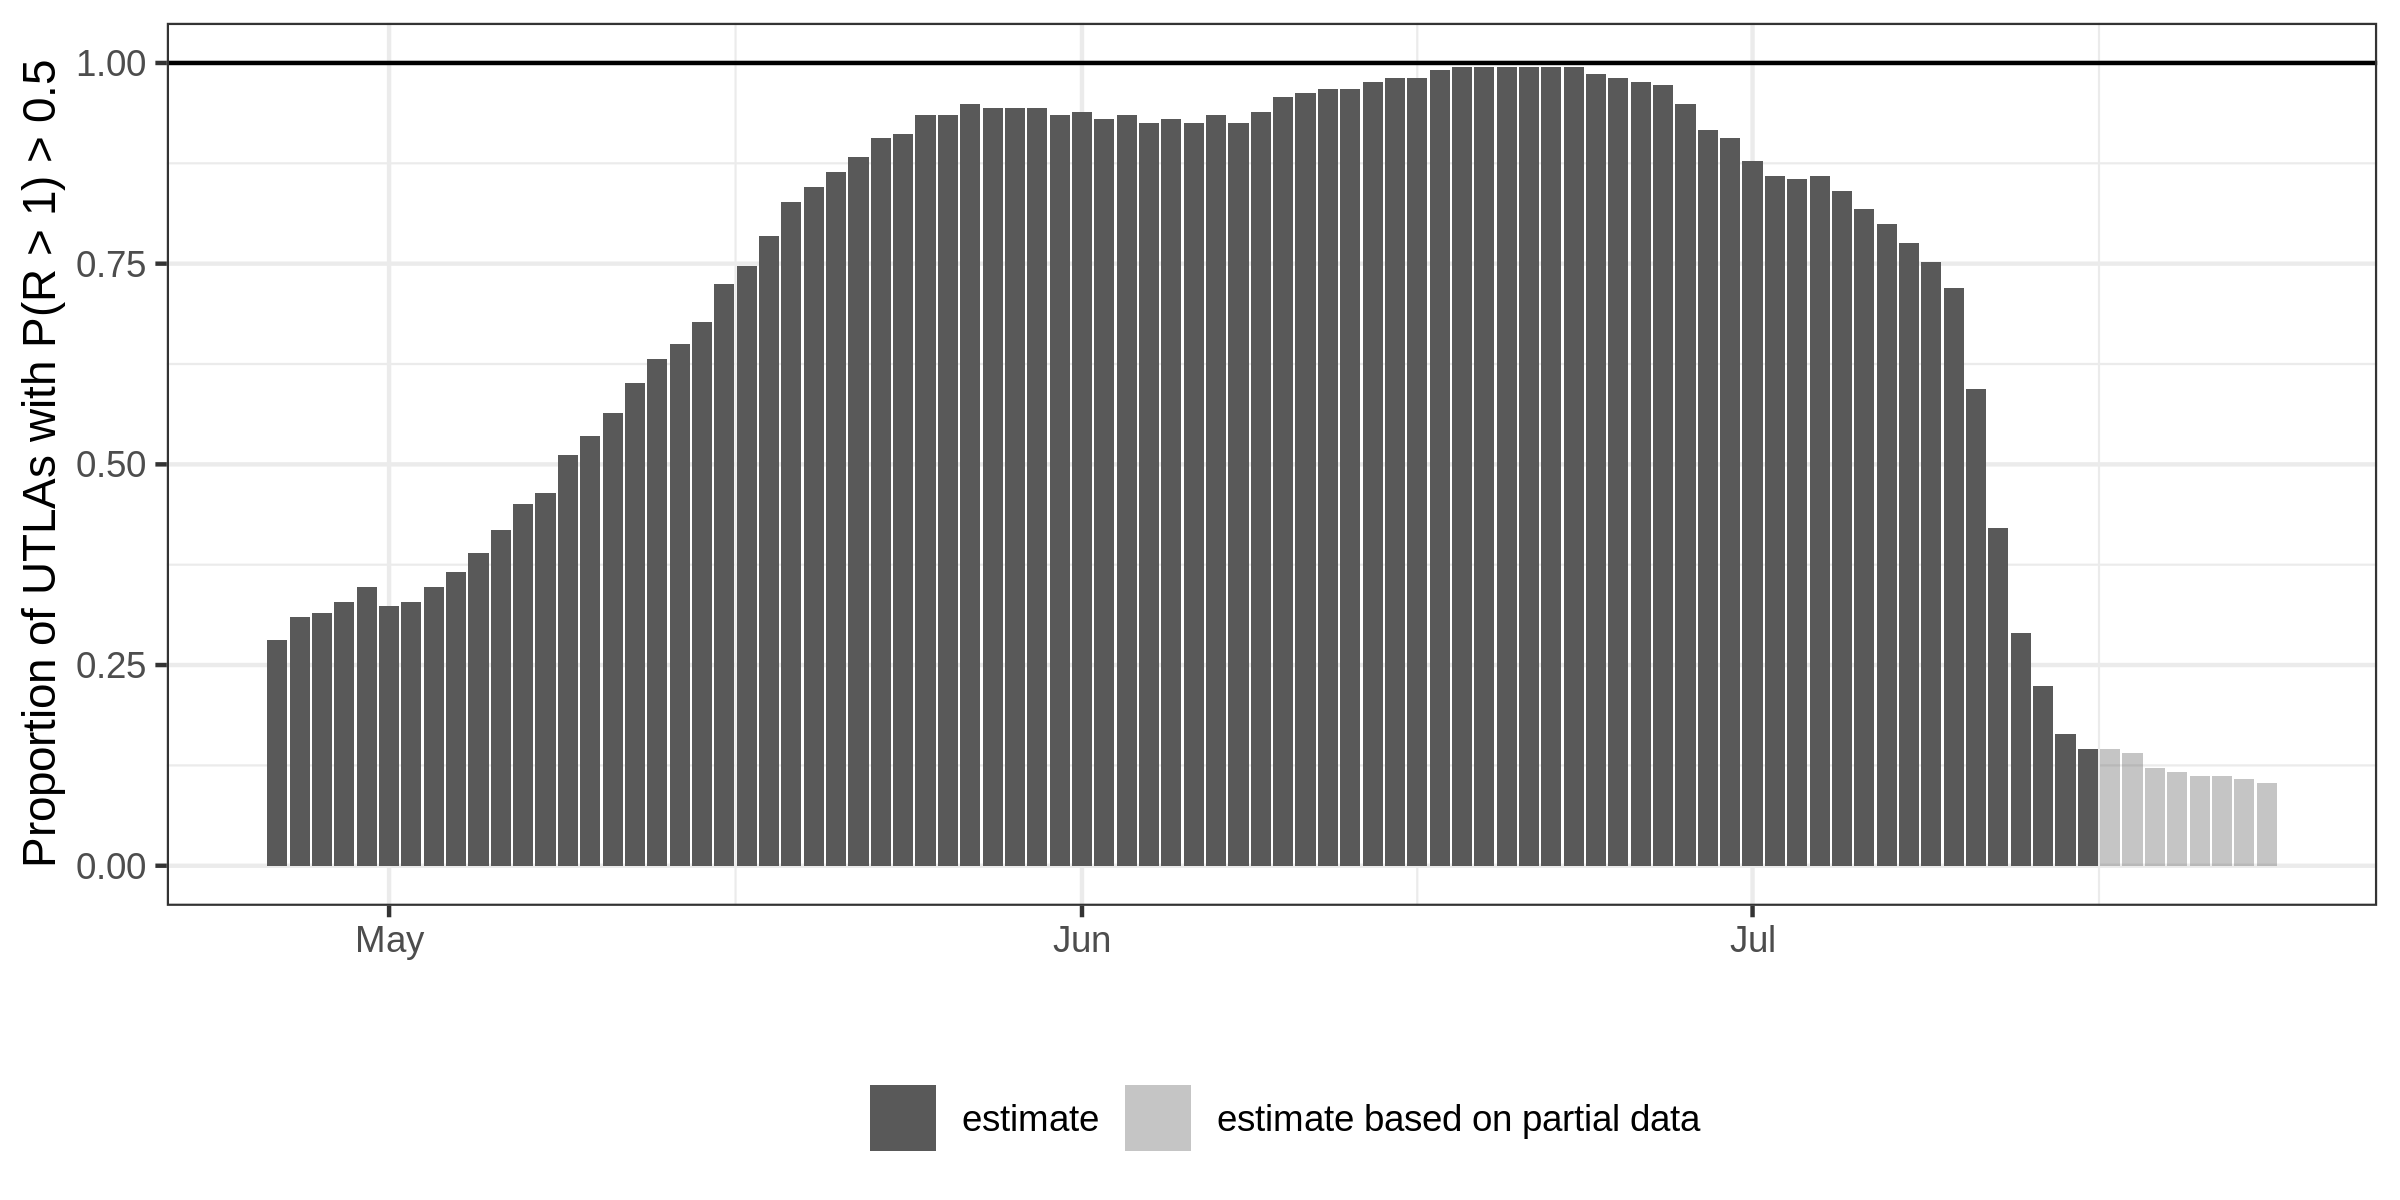 Proportion of UTLAs with P(R > 1) > 0.5
1.00
0.75
0.50
0.25
0.00
May
Jun
Jul
estimate
estimate based on partial data